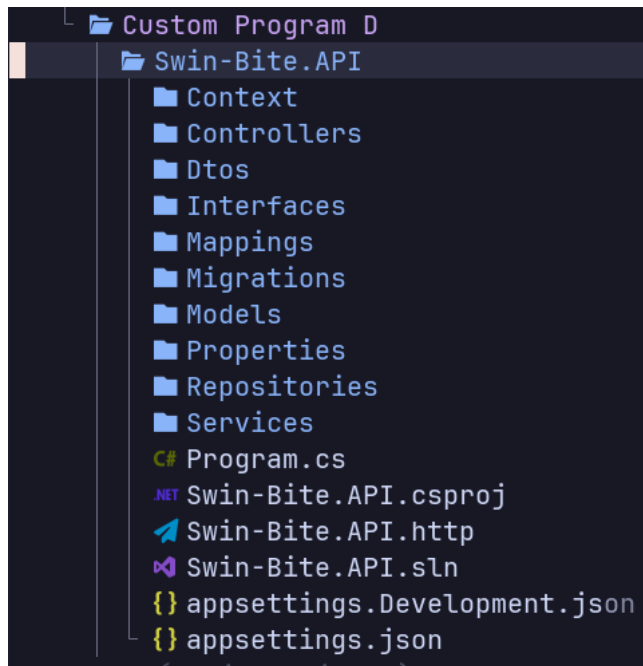 Custom Program D
Swin-Bite.API
Context
Controllers
Dtos
Interfaces
Mappings
Migrations
Models
Properties
Repositories
Services
C# Program.cs
.NET Swin-Bite.API.csproj
Swin-Bite.API.http
Swin-Bite.API.sln
{} appsettings.Development.json
{} appsettings.json